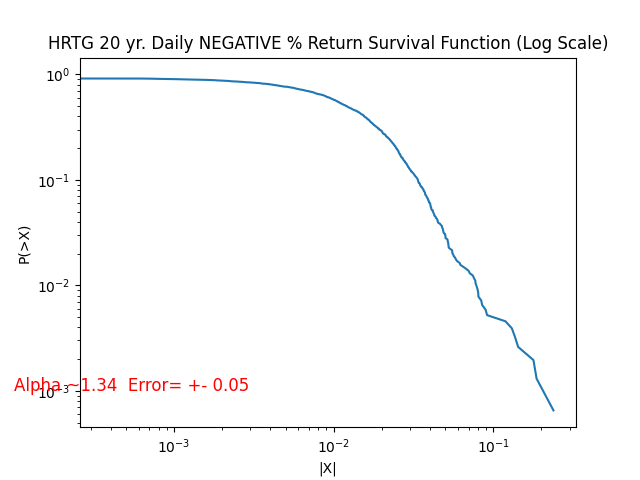 HRTG 20 yr. Daily NEGATIVE % Return Survival Function (Log Scale)
10⁰
10⁻¹
10⁻²
10⁻³
P(>X)
Alpha ~1.34  Error= +- 0.05
10⁻³
10⁻²
10⁻¹
|X|